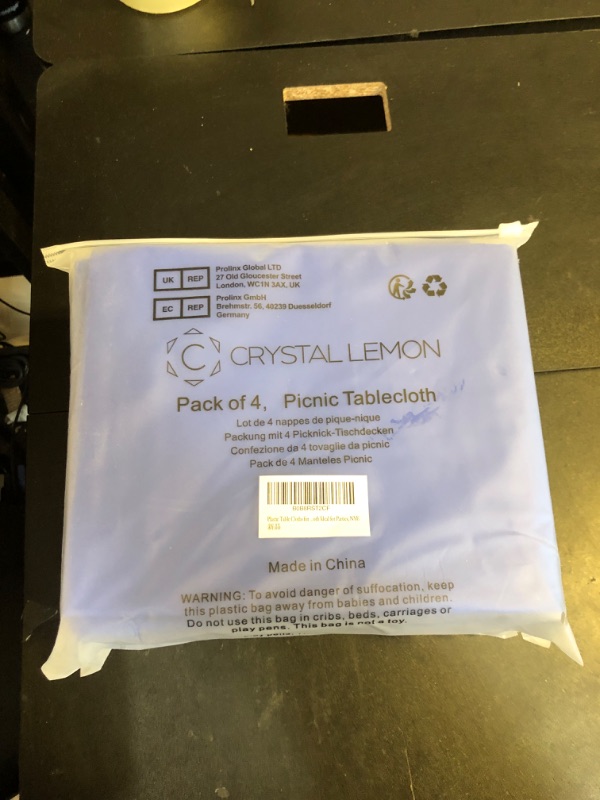 UK REP
Prolinx Global LTD
27 Old Gloucester Street
London, WC1N 3AX, UK
EC REP
Prolinx GmbH
Brehmstr. 56, 40239 Duesseldorf
Germany
C CRYSTAL LEMON
Pack of 4, Picnic Tablecloth
Lot de 4 nappes de pique-nique
Packung mit 4 Picknick-Tischdecken
Confezione da 4 tovaglie da picnic
Pack de 4 Manteles Picnic
Made in China
WARNING: To avoid danger of suffocation, keep
this plastic bag away from babies and children.
Do not use this bag in cribs, beds, carriages or
play pens. This bag is not a toy.